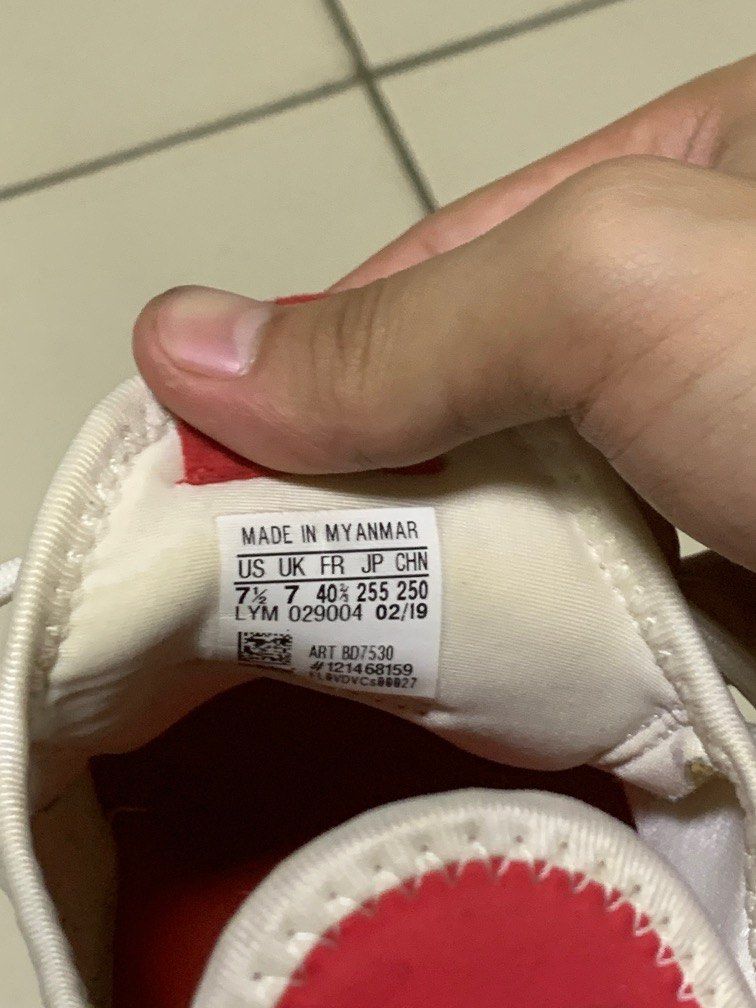 MADE IN MYANMAR
US UK FR JP CHN
7½ 7 40⅔ 255 250
LYM 029004 02/19
ART BD7530
#121468159